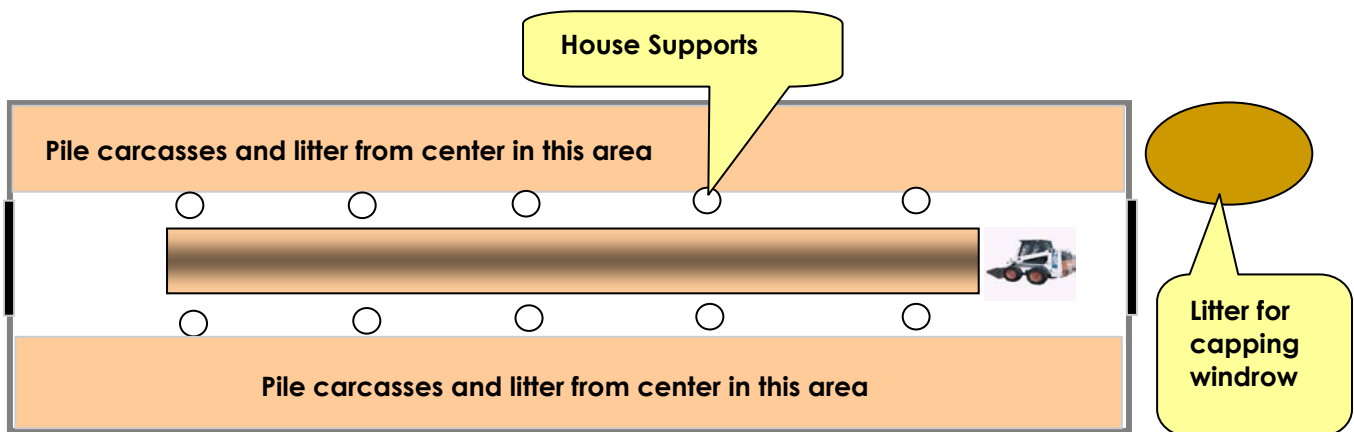 House Supports
Pile carcasses and litter from center in this area
Pile carcasses and litter from center in this area
Litter for
capping
windrow